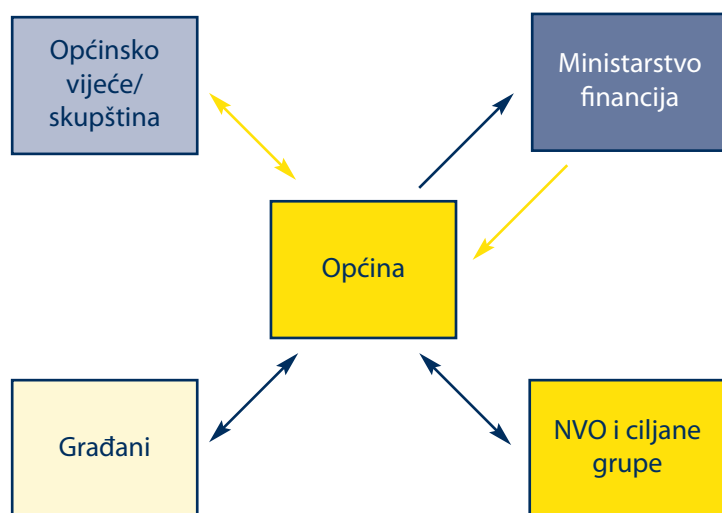 Općinsko
vijeće/
skupština
Ministarstvo
financija
Općina
Građani
NVO i ciljane
grupe